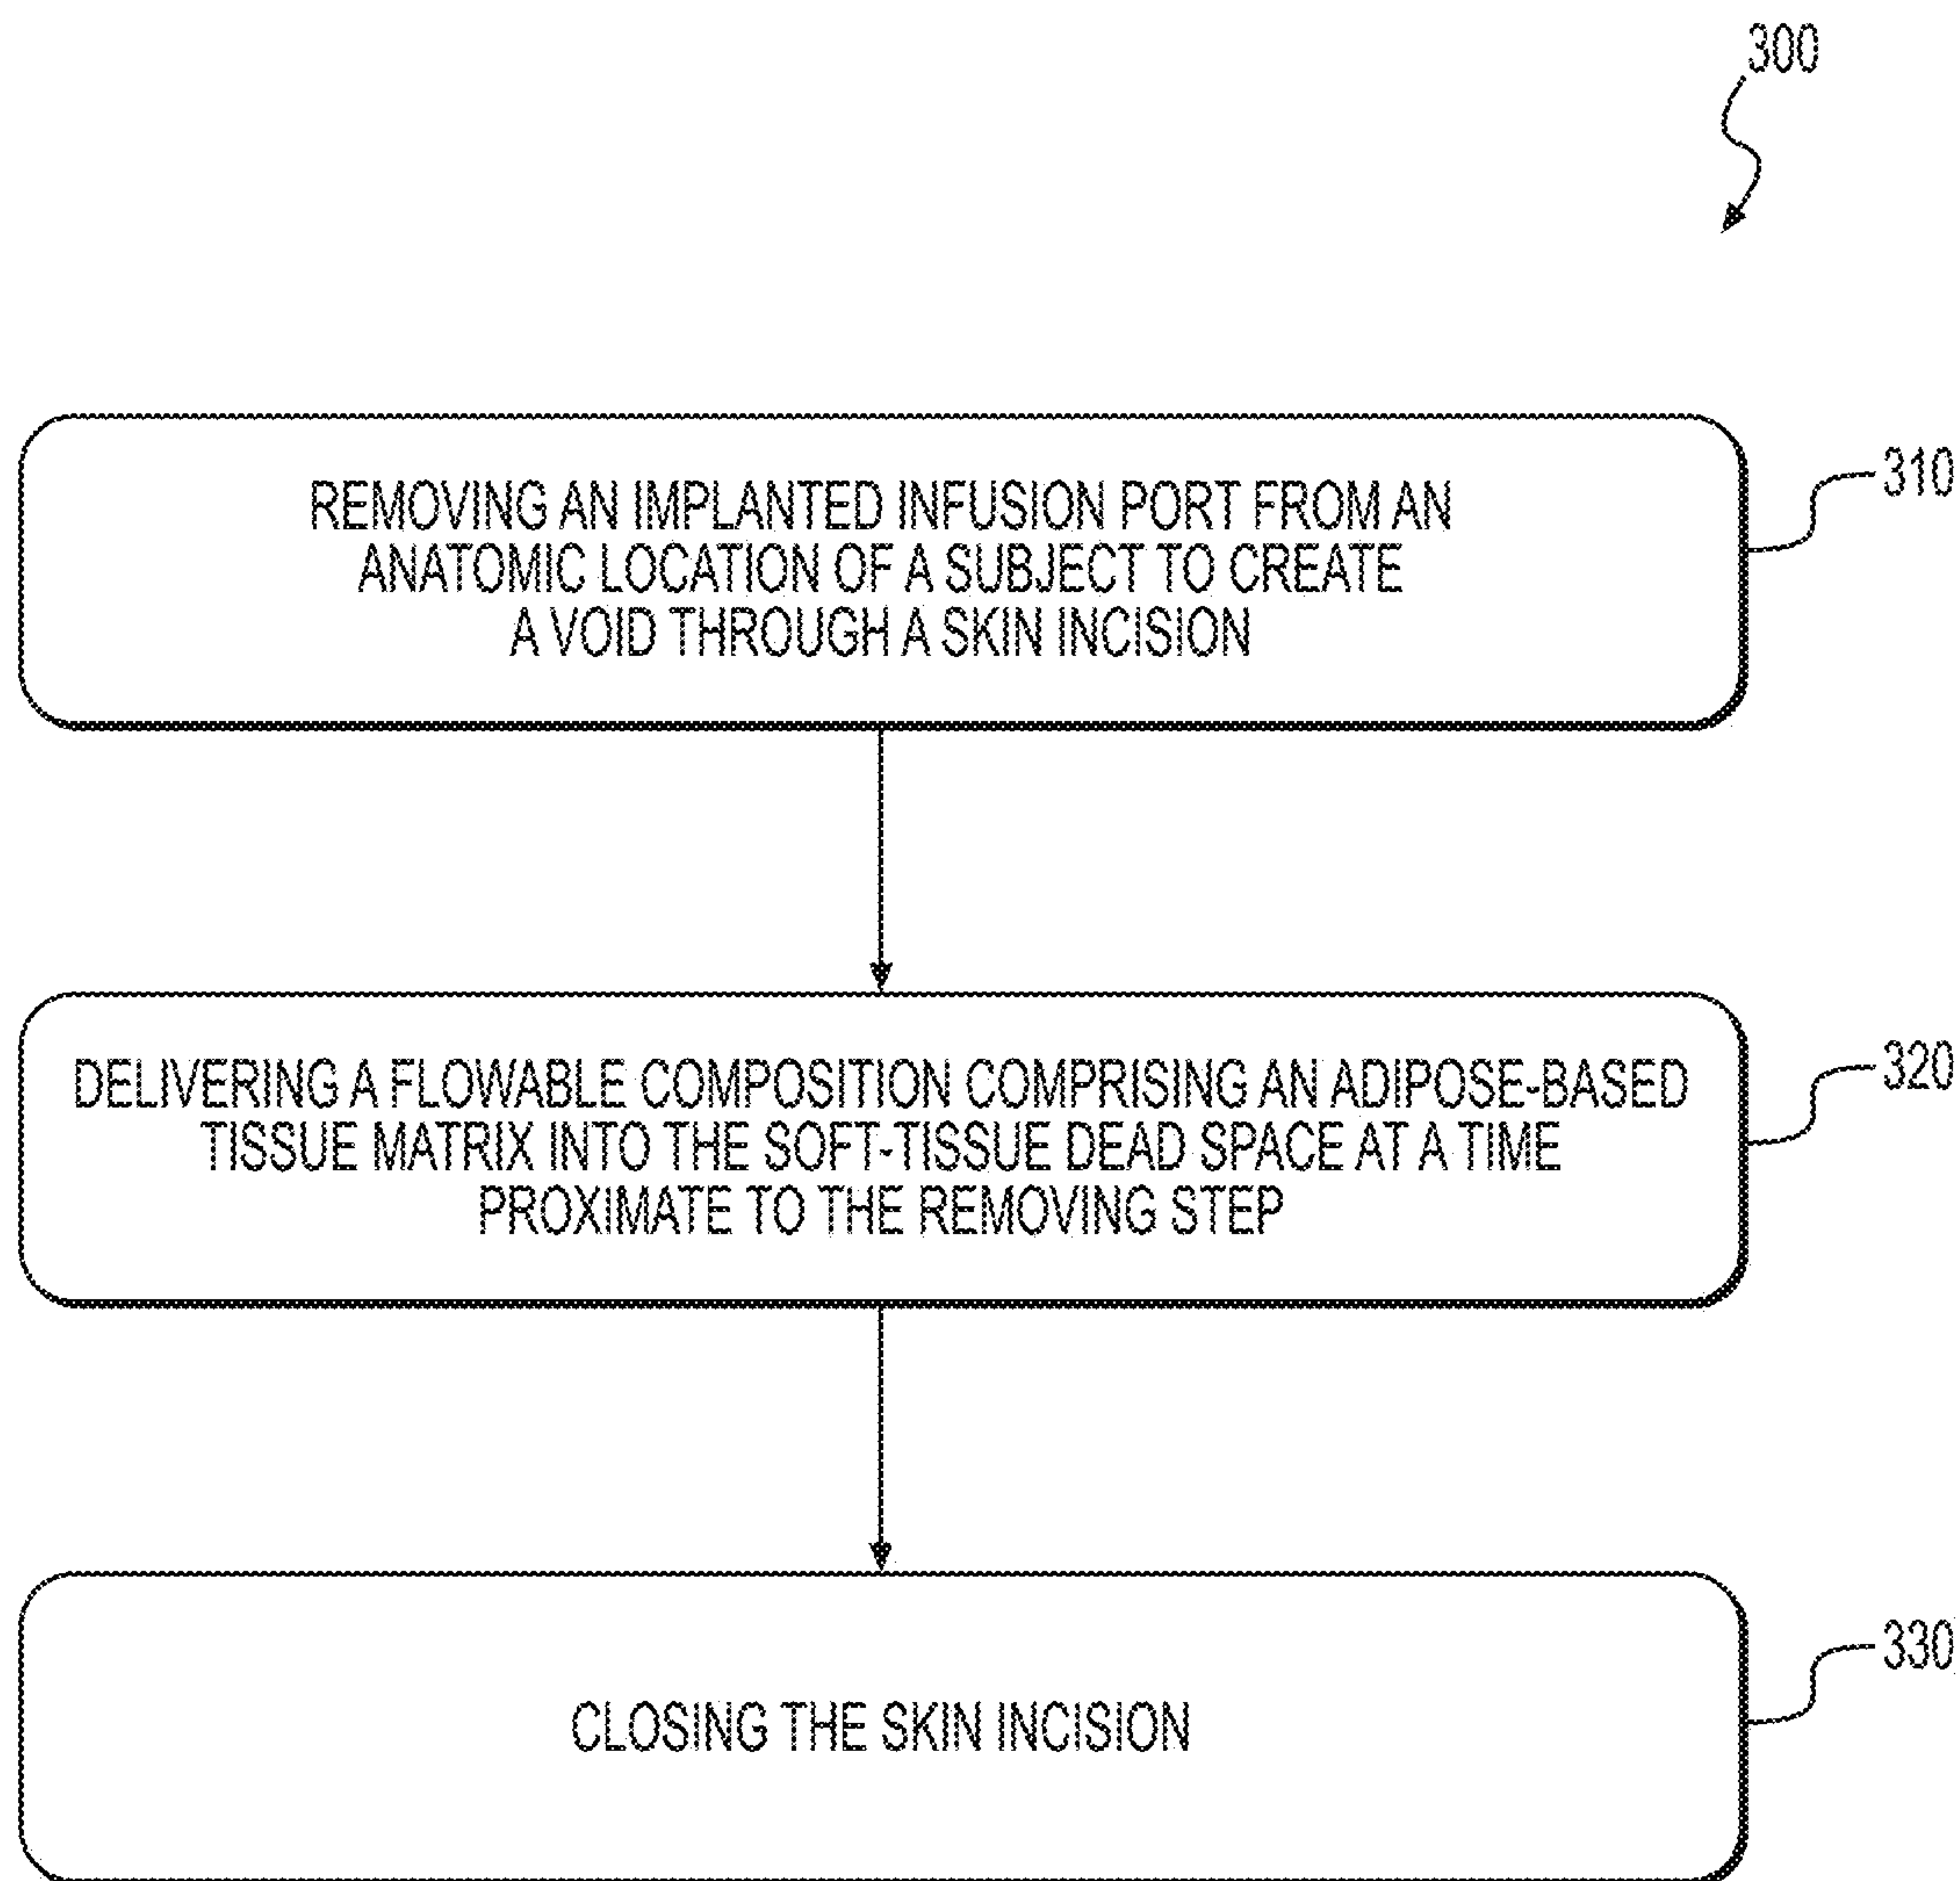 300
REMOVING AN IMPLANTED INFUSION PORT FROM AN
ANATOMIC LOCATION OF A SUBJECT TO CREATE
A VOID THROUGH A SKIN INCISION
310
DELIVERING A FLOWABLE COMPOSITION COMPRISING AN ADIPOSE-BASED
TISSUE MATRIX INTO THE SOFT-TISSUE DEAD SPACE AT A TIME
PROXIMATE TO THE REMOVING STEP
320
CLOSING THE SKIN INCISION
330